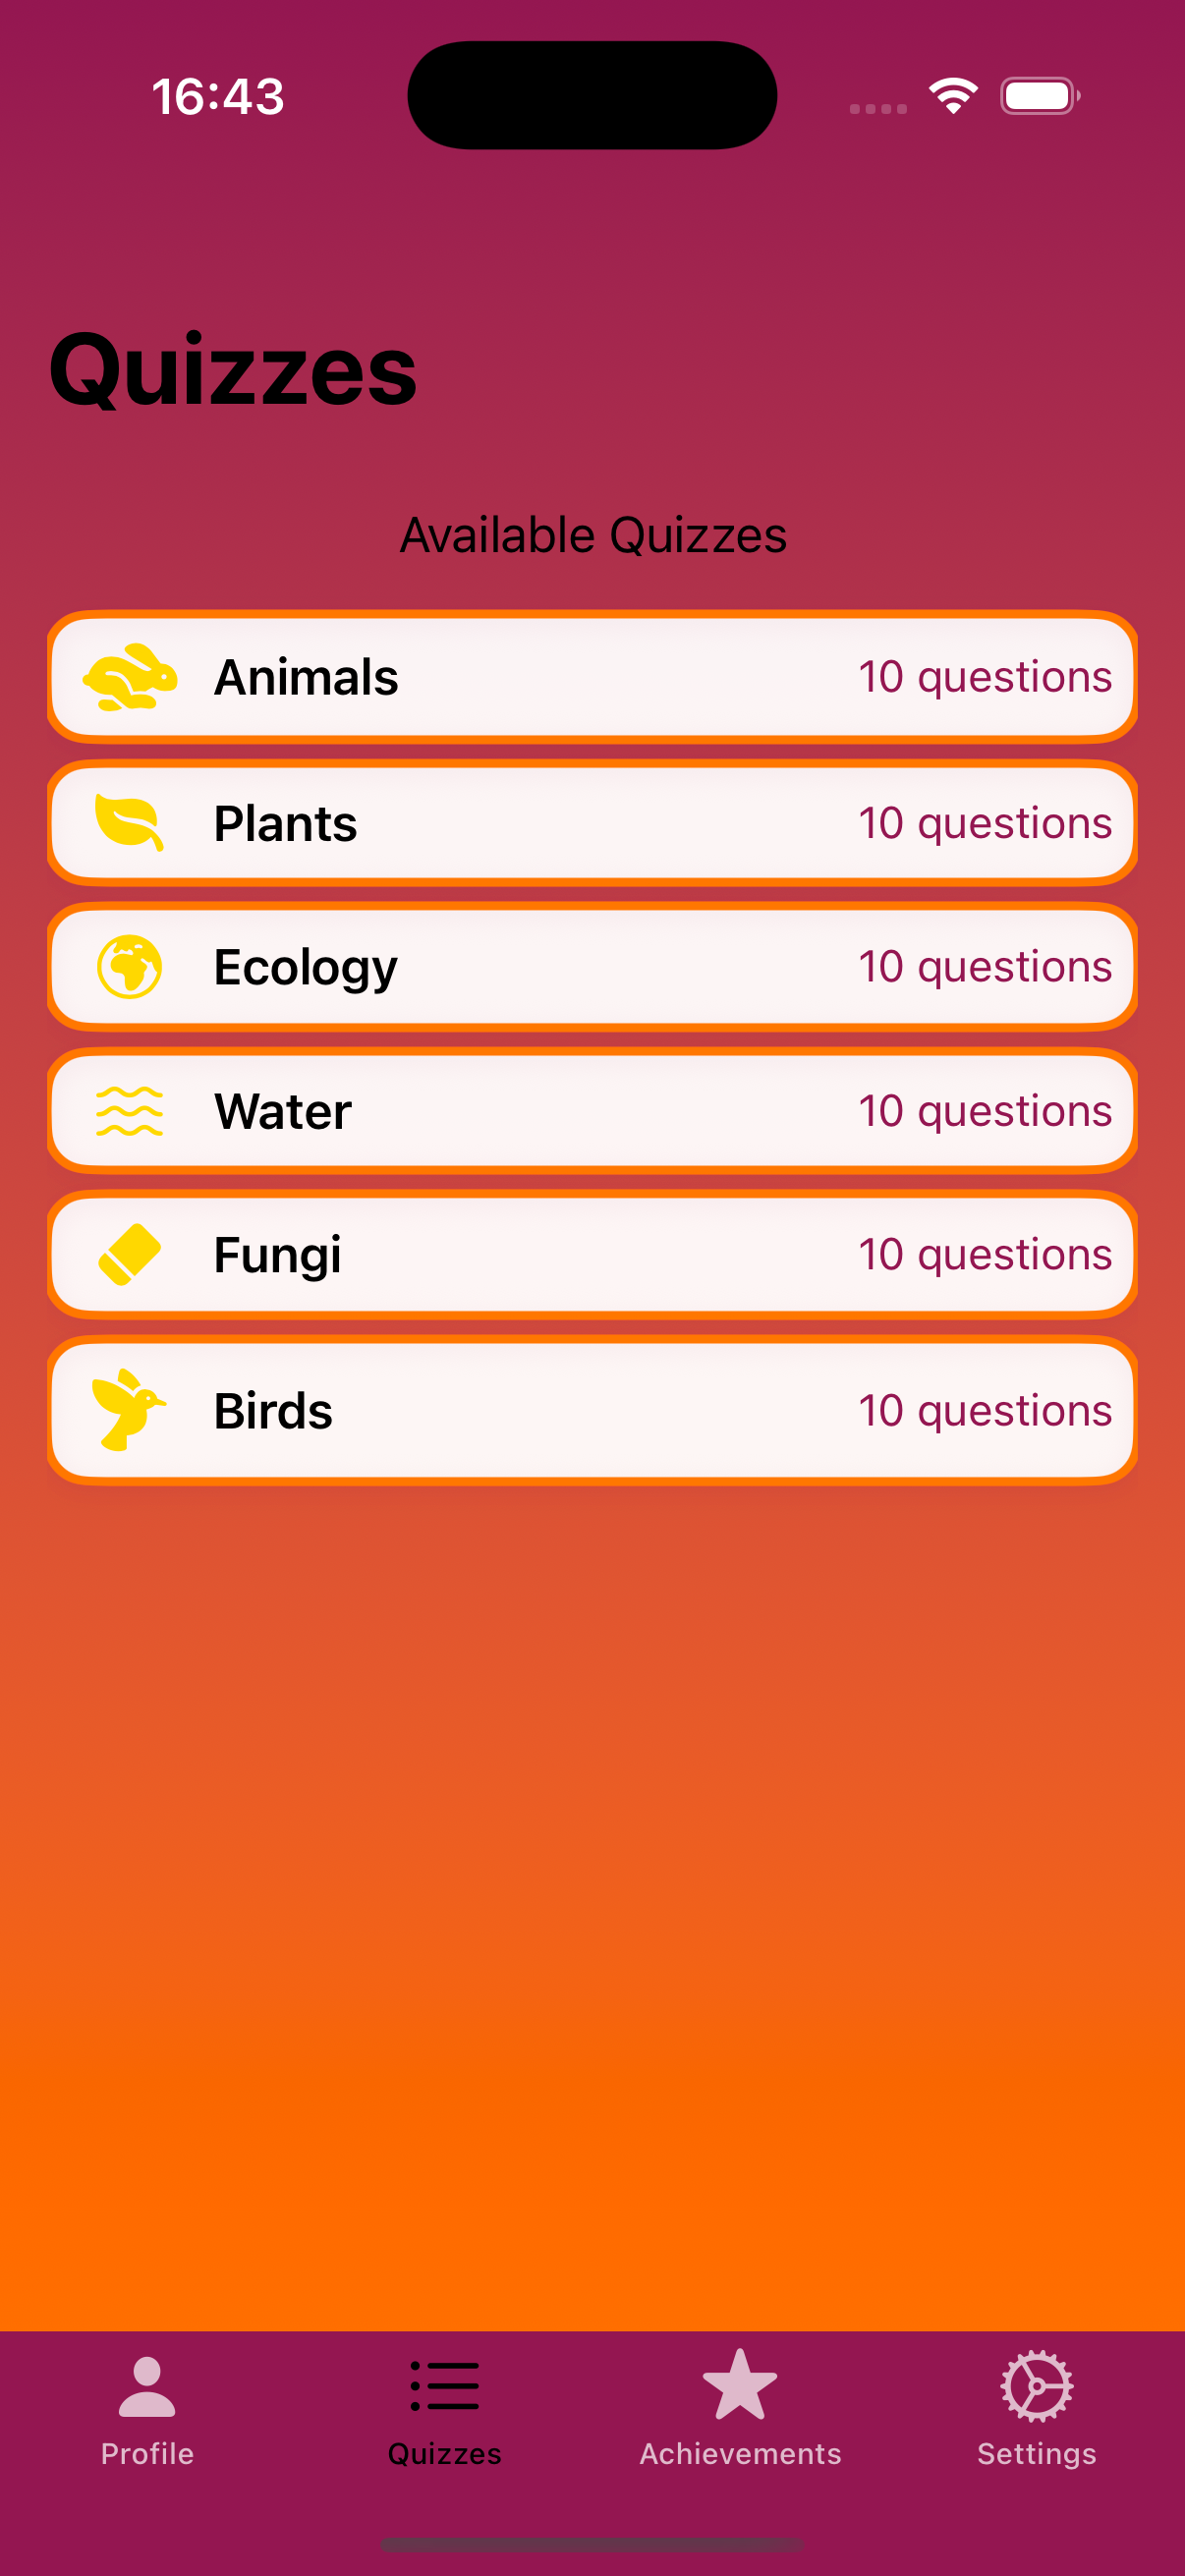 16:43
Quizzes
Available Quizzes
Animals 10 questions
Plants 10 questions
Ecology 10 questions
Water 10 questions
Fungi 10 questions
Birds 10 questions
Profile Quizzes Achievements Settings